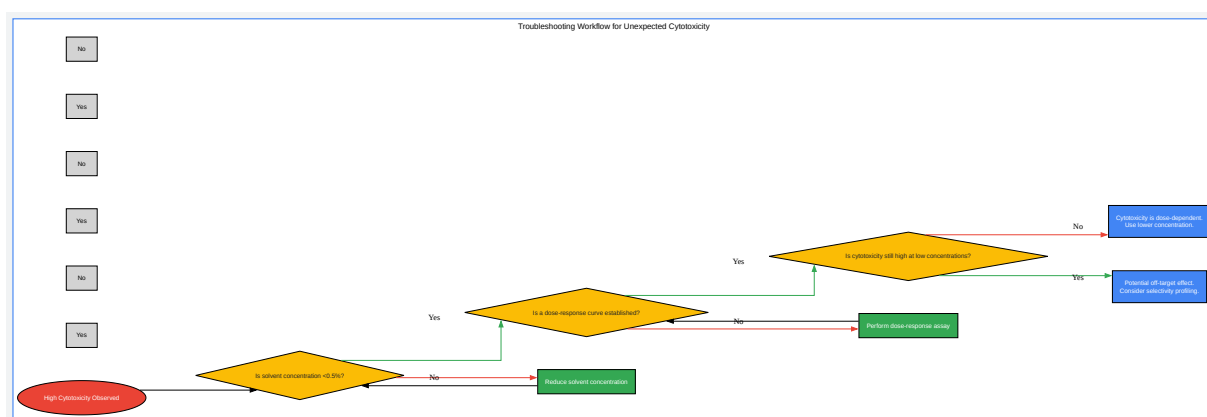 Troubleshooting Workflow for Unexpected Cytotoxicity
No
Yes
No
Yes
No
Yes
High Cytotoxicity Observed
Is solvent concentration <0.5%?
Yes
No
Reduce solvent concentration
Is a dose-response curve established?
Yes
No
Perform dose-response assay
Is cytotoxicity still high at low concentrations?
No
Cytotoxicity is dose-dependent.
Use lower concentration.
Yes
Potential off-target effect.
Consider selectivity profiling.